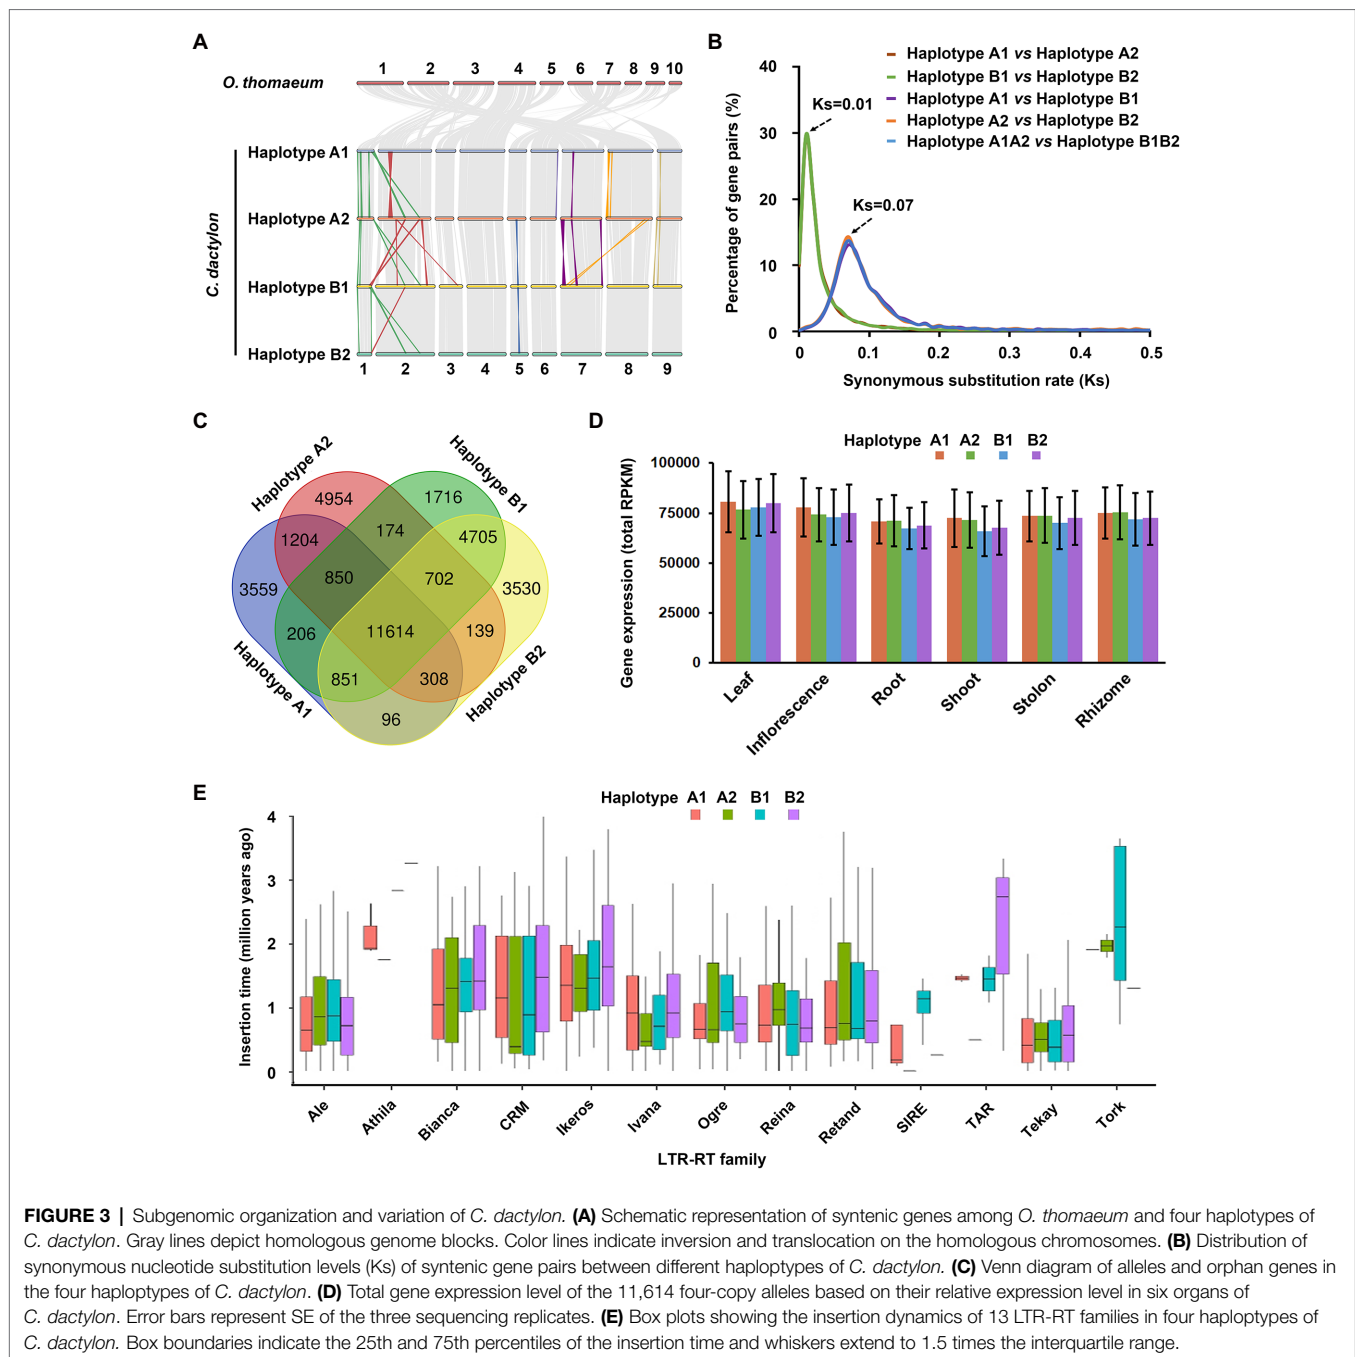 A
1 2 3 4 5 6 7 8 9 10
O. thomaeum
Haplotype A1
Haplotype A2
C. dactylon
Haplotype B1
Haplotype B2
1 2 3 4 5 6 7 8 9
B
Haplotype A1 vs Haplotype A2
Haplotype B1 vs Haplotype B2
Haplotype A1 vs Haplotype B1
Haplotype A2 vs Haplotype B2
Haplotype A1A2 vs Haplotype B1B2
Ks=0.01
Ks=0.07
Percentage of gene pairs (%)
40
30
20
10
0
0 0.1 0.2 0.3 0.4 0.5
Synonymous substitution rate (Ks)
C
Haplotype A2
Haplotype B1
4954
1716
1204
174
4705
850
702
3559
3530
206
11614
139
851
308
96
Haplotype A1
Haplotype B2
D
Haplotype A1 A2 B1 B2
Gene expression (total RPKM)
100000
75000
50000
25000
0
Leaf
Inflorescence
Root
Shoot
Stolon
Rhizome
E
Haplotype A1 A2 B1 B2
Insertion time (million years ago)
4
3
2
1
0
Ale
Athila
Bianca
CRM
Ikeros
Ivana
Ogre
Reina
Retand
SIRE
TAR
Tekay
Tork
LTR-RT family
FIGURE 3 | Subgenomic organization and variation of C. dactylon. (A) Schematic representation of syntenic genes among O. thomaeum and four haplotypes of
C. dactylon. Gray lines depict homologous genome blocks. Color lines indicate inversion and translocation on the homologous chromosomes. (B) Distribution of
synonymous nucleotide substitution levels (Ks) of syntenic gene pairs between different haploptypes of C. dactylon. (C) Venn diagram of alleles and orphan genes in
the four haploptypes of C. dactylon. (D) Total gene expression level of the 11,614 four-copy alleles based on their relative expression level in six organs of
C. dactylon. Error bars represent SE of the three sequencing replicates. (E) Box plots showing the insertion dynamics of 13 LTR-RT families in four haploptypes of
C. dactylon. Box boundaries indicate the 25th and 75th percentiles of the insertion time and whiskers extend to 1.5 times the interquartile range.